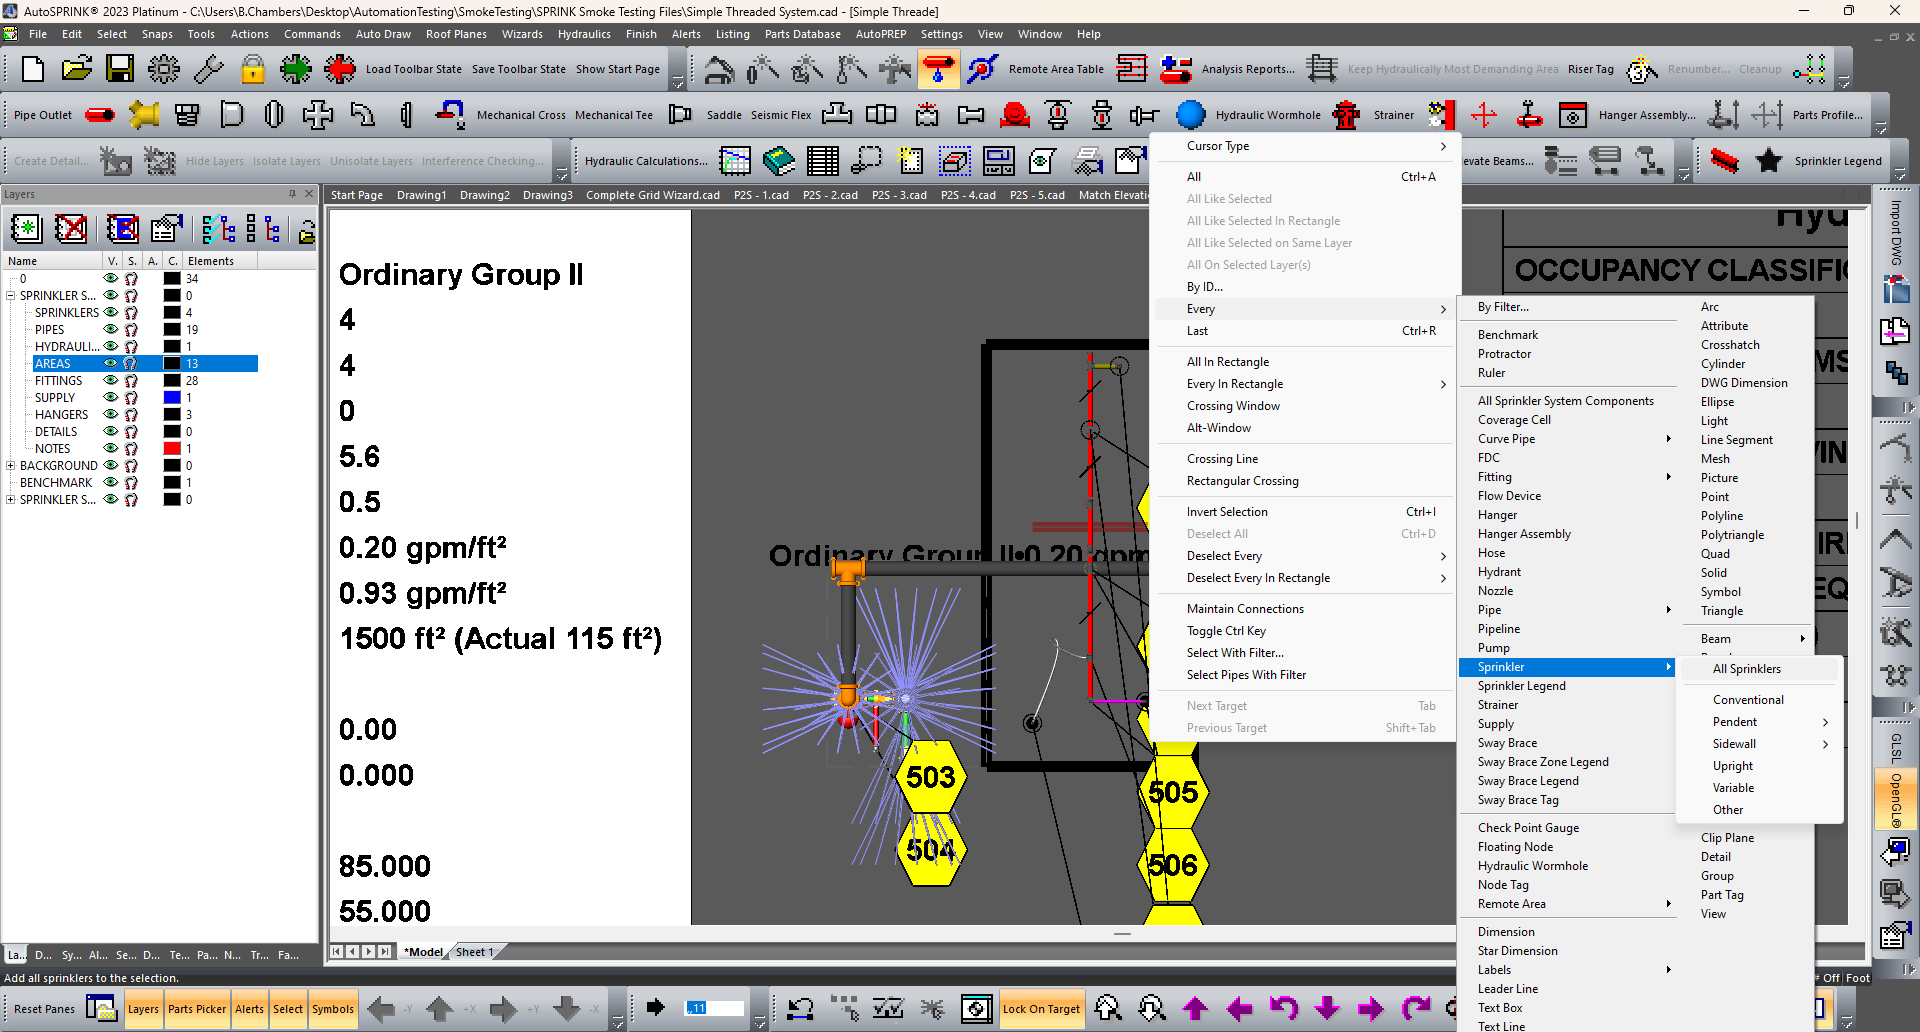 AutoSPRINK® 2023 Platinum - C:\Users\B.Chambers\Desktop\AutomationTesting\SmokeTesting\SPRINK Smoke Testing Files\Simple Threaded System.cad - [Simple Threade]
File Edit Select Snaps Tools Actions Commands Auto Draw Roof Planes Wizards Hydraulics Finish Alerts Listing Parts Database AutoPREP Settings View Window Help
Load Toolbar State Save Toolbar State Show Start Page Remote Area Table Analysis Reports... Keep Hydraulically Most Demanding Area Riser Tag Renumber... Cleanup
Pipe Outlet Mechanical Cross Mechanical Tee Saddle Seismic Flex Hydraulic Wormhole Strainer Hanger Assembly... Parts Profile...
Create Detail... Hide Layers Isolate Layers Unisolate Layers Interference Checking... Hydraulic Calculations... evate Beams... Sprinkler Legend
Layers
Start Page Drawing1 Drawing2 Drawing3 Complete Grid Wizard.cad P2S - 1.cad P2S - 2.cad P2S - 3.cad P2S - 4.cad P2S - 5.cad Match Elevati
Name V. S. A. C. Elements
0 34
SPRINKLER S... 0
SPRINKLERS 4
PIPES 19
HYDRAULI... 1
AREAS 13
FITTINGS 28
SUPPLY 1
HANGERS 3
DETAILS 0
NOTES 1
BACKGROUND 0
BENCHMARK 1
SPRINKLER S... 0
La... D... Sy... Al... Se... D... Te... Pa... N... Tr... Fa...
Ordinary Group II
4
4
0
5.6
0.5
0.20 gpm/ft²
0.93 gpm/ft²
1500 ft² (Actual 115 ft²)
0.00
0.000
85.000
55.000
Ordinary Group II•0.20 gpm
503
504
505
506
OCCUPANCY CLASSIFI
Cursor Type
All Ctrl+A
All Like Selected
All Like Selected In Rectangle
All Like Selected on Same Layer
All On Selected Layer(s)
By ID...
Every
Last Ctrl+R
All In Rectangle
Every In Rectangle
Crossing Window
Alt-Window
Crossing Line
Rectangular Crossing
Invert Selection Ctrl+I
Deselect All Ctrl+D
Deselect Every
Deselect Every In Rectangle
Maintain Connections
Toggle Ctrl Key
Select With Filter...
Select Pipes With Filter
Next Target Tab
Previous Target Shift+Tab
By Filter...
Benchmark
Protractor
Ruler
All Sprinkler System Components
Coverage Cell
Curve Pipe
FDC
Fitting
Flow Device
Hanger
Hanger Assembly
Hose
Hydrant
Nozzle
Pipe
Pipeline
Pump
Sprinkler
Sprinkler Legend
Strainer
Supply
Sway Brace
Sway Brace Zone Legend
Sway Brace Legend
Sway Brace Tag
Check Point Gauge
Floating Node
Hydraulic Wormhole
Node Tag
Remote Area
Dimension
Star Dimension
Labels
Leader Line
Text Box
Text Line
Arc
Attribute
Crosshatch
Cylinder
DWG Dimension
Ellipse
Light
Line Segment
Mesh
Picture
Point
Polyline
Polytriangle
Quad
Solid
Symbol
Triangle
Beam
Clip Plane
Detail
Group
Part Tag
View
All Sprinklers
Conventional
Pendent
Sidewall
Upright
Variable
Other
Import DWG
GLSL
OpenGL®
*Model Sheet 1
Add all sprinklers to the selection.
Off Foot
Reset Panes Layers Parts Picker Alerts Select Symbols -Y +X +Y -X .11 Lock On Target